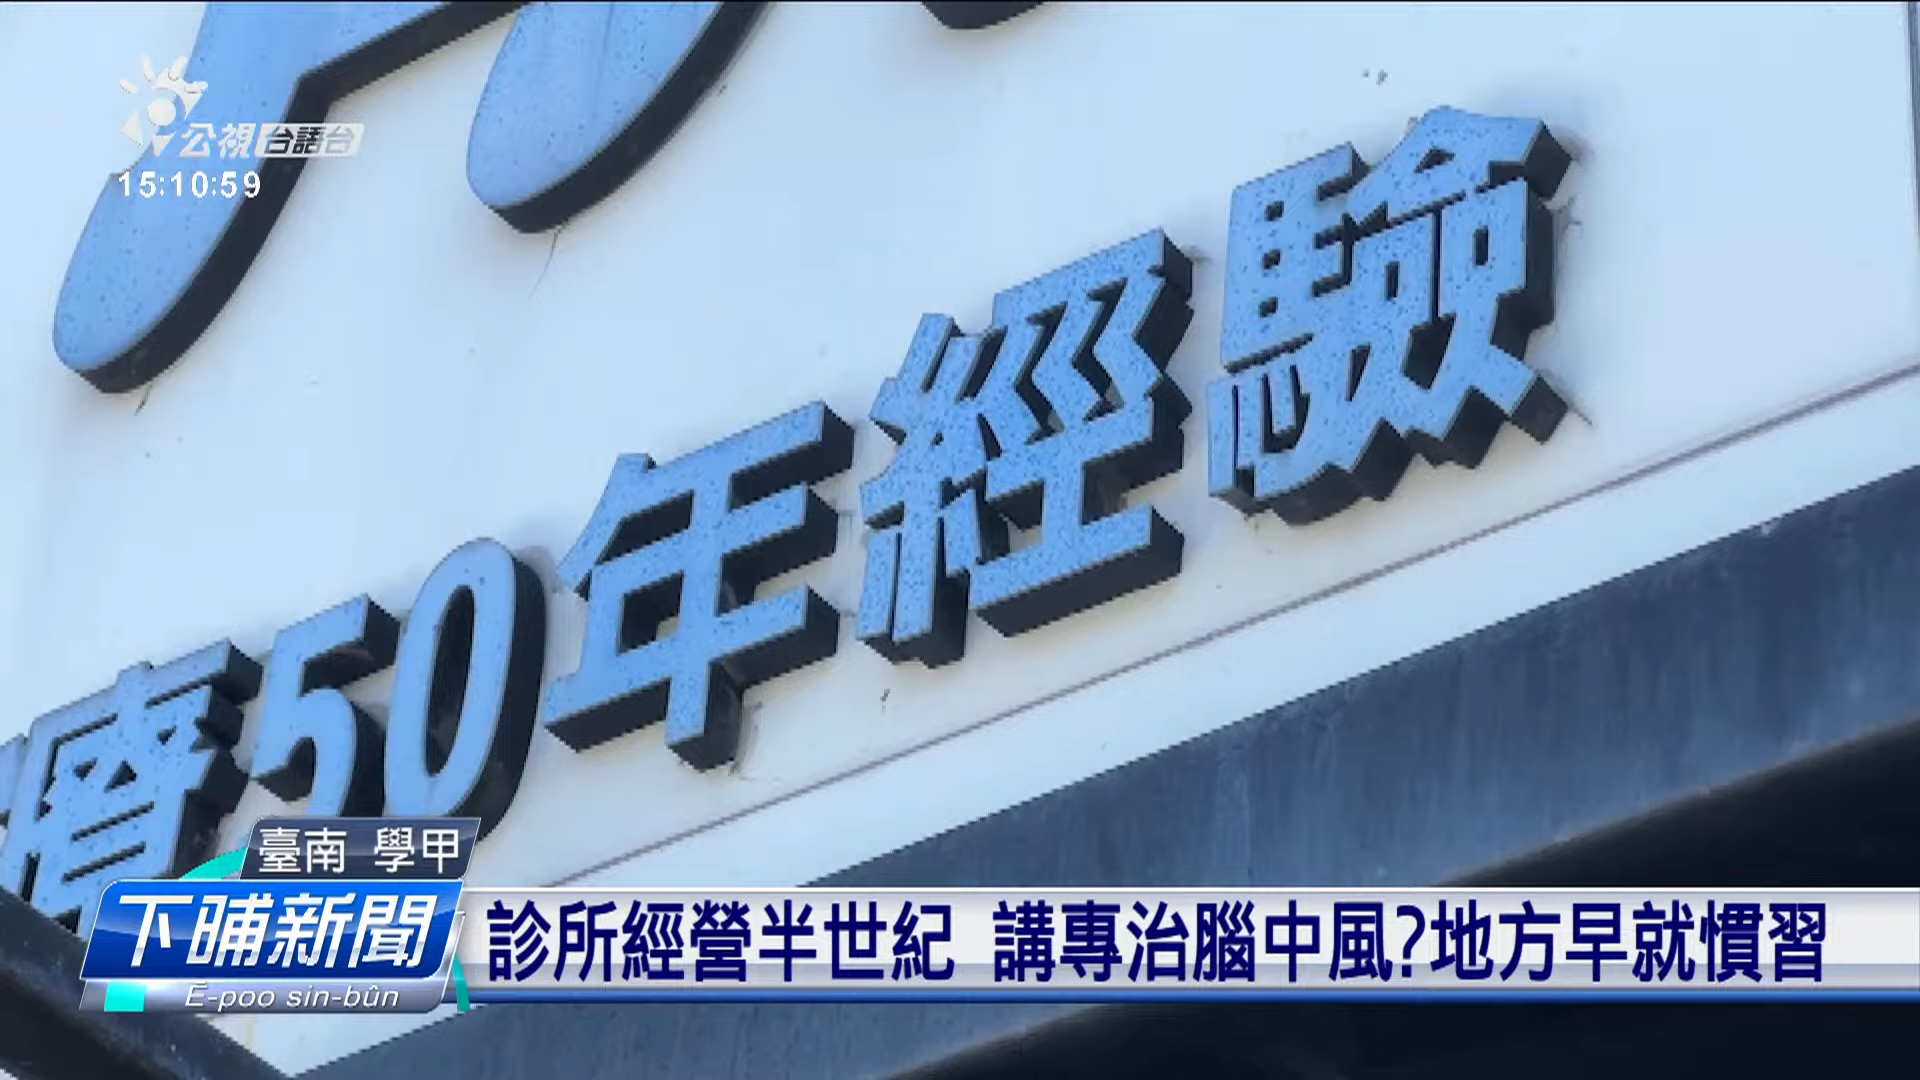 公視台語台
15:10:59
50年經驗
臺南 學甲
下晡新聞
Ē-poo sin-bûn
診所經營半世紀 講專治腦中風?地方早就慣習